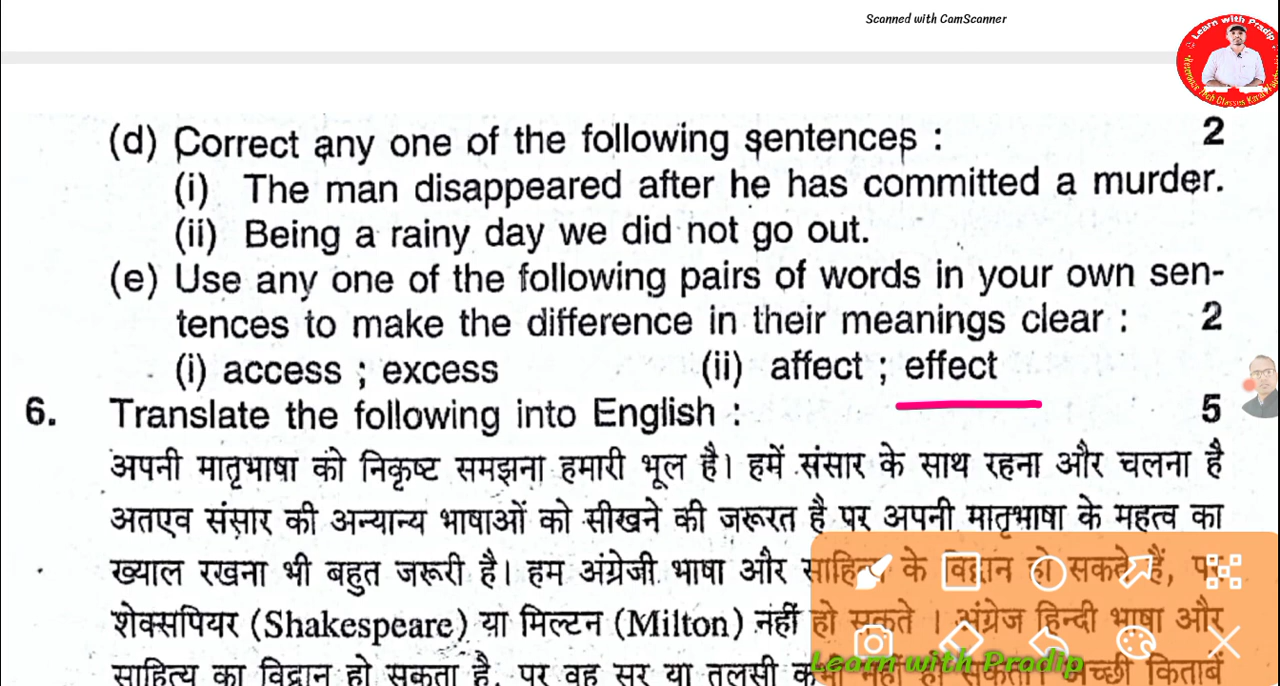 Scanned with CamScanner
Learn with Pradip
(d) Correct any one of the following sentences : 2
(i) The man disappeared after he has committed a murder.
(ii) Being a rainy day we did not go out.
(e) Use any one of the following pairs of words in your own sen-
tences to make the difference in their meanings clear : 2
(i) access ; excess (ii) affect ; effect
6. Translate the following into English : 5
अपनी मातृभाषा को निकृष्ट समझना हमारी भूल है। हमें संसार के साथ रहना और चलना है
अतएव संसार की अन्यान्य भाषाओं को सीखने की जरूरत है पर अपनी मातृभाषा के महत्व का
ख्याल रखना भी बहुत जरूरी है। हम अंग्रेजी भाषा और साहित्य के विद्वान हो सकते हैं, पर
शेक्सपियर (Shakespeare) या मिल्टन (Milton) नहीं हो सकते । अंग्रेज हिन्दी भाषा और
साहित्य का विद्वान हो सकता है, पर वह सूर या तुलसी कभी नहीं हो सकता। अच्छी किताबें
Learn with Prodip